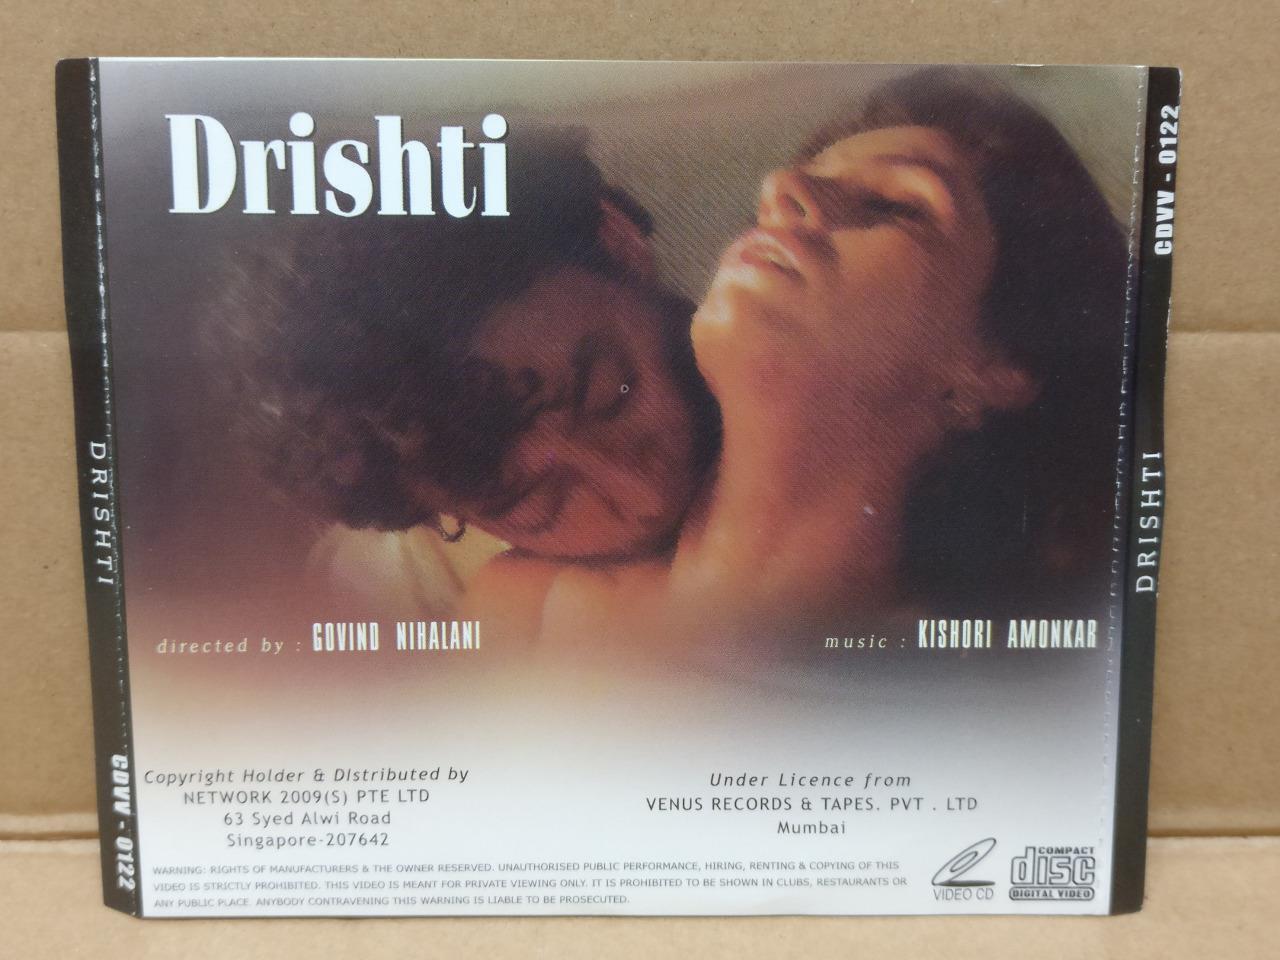 Drishti
directed by : GOVIND NIHALANI
music : KISHORI AMONKAR
Copyright Holder & DIstributed by
NETWORK 2009(S) PTE LTD
63 Syed Alwi Road
Singapore-207642
Under Licence from
VENUS RECORDS & TAPES. PVT . LTD
Mumbai
WARNING: RIGHTS OF MANUFACTURERS & THE OWNER RESERVED. UNAUTHORISED PUBLIC PERFORMANCE, HIRING, RENTING & COPYING OF THIS
VIDEO IS STRICTLY PROHIBITED. THIS VIDEO IS MEANT FOR PRIVATE VIEWING ONLY. IT IS PROHIBITED TO BE SHOWN IN CLUBS, RESTAURANTS OR
ANY PUBLIC PLACE. ANYBODY CONTRAVENING THIS WARNING IS LIABLE TO BE PROSECUTED.
VIDEO CD
COMPACT
disc
DIGITAL VIDEO
DRISHTI
CDVV - 0122
CDVV - 0122
DRISHTI